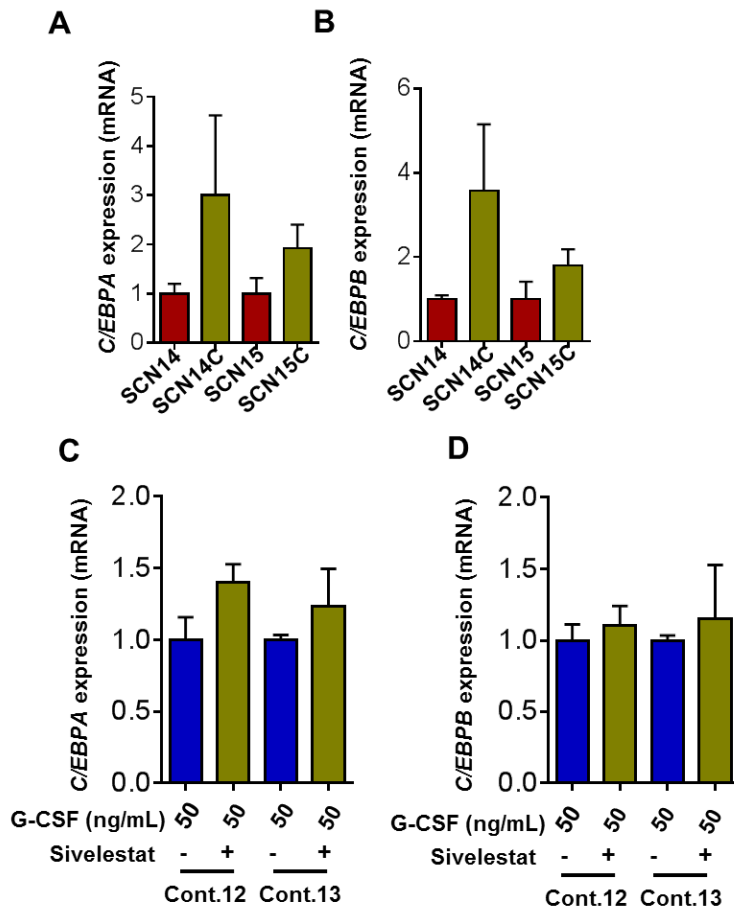 A
B
C/EBPA expression (mRNA)
5
4
3
2
1
0
SCN14
SCN14C
SCN15
SCN15C
C/EBPB expression (mRNA)
6
4
2
0
SCN14
SCN14C
SCN15
SCN15C
C
D
C/EBPA expression (mRNA)
2.0
1.5
1.0
0.5
0.0
G-CSF (ng/mL) 50 50 50 50
Sivelestat - + - +
Cont.12 Cont.13
C/EBPB expression (mRNA)
2.0
1.5
1.0
0.5
0.0
G-CSF (ng/mL) 50 50 50 50
Sivelestat - + - +
Cont.12 Cont.13